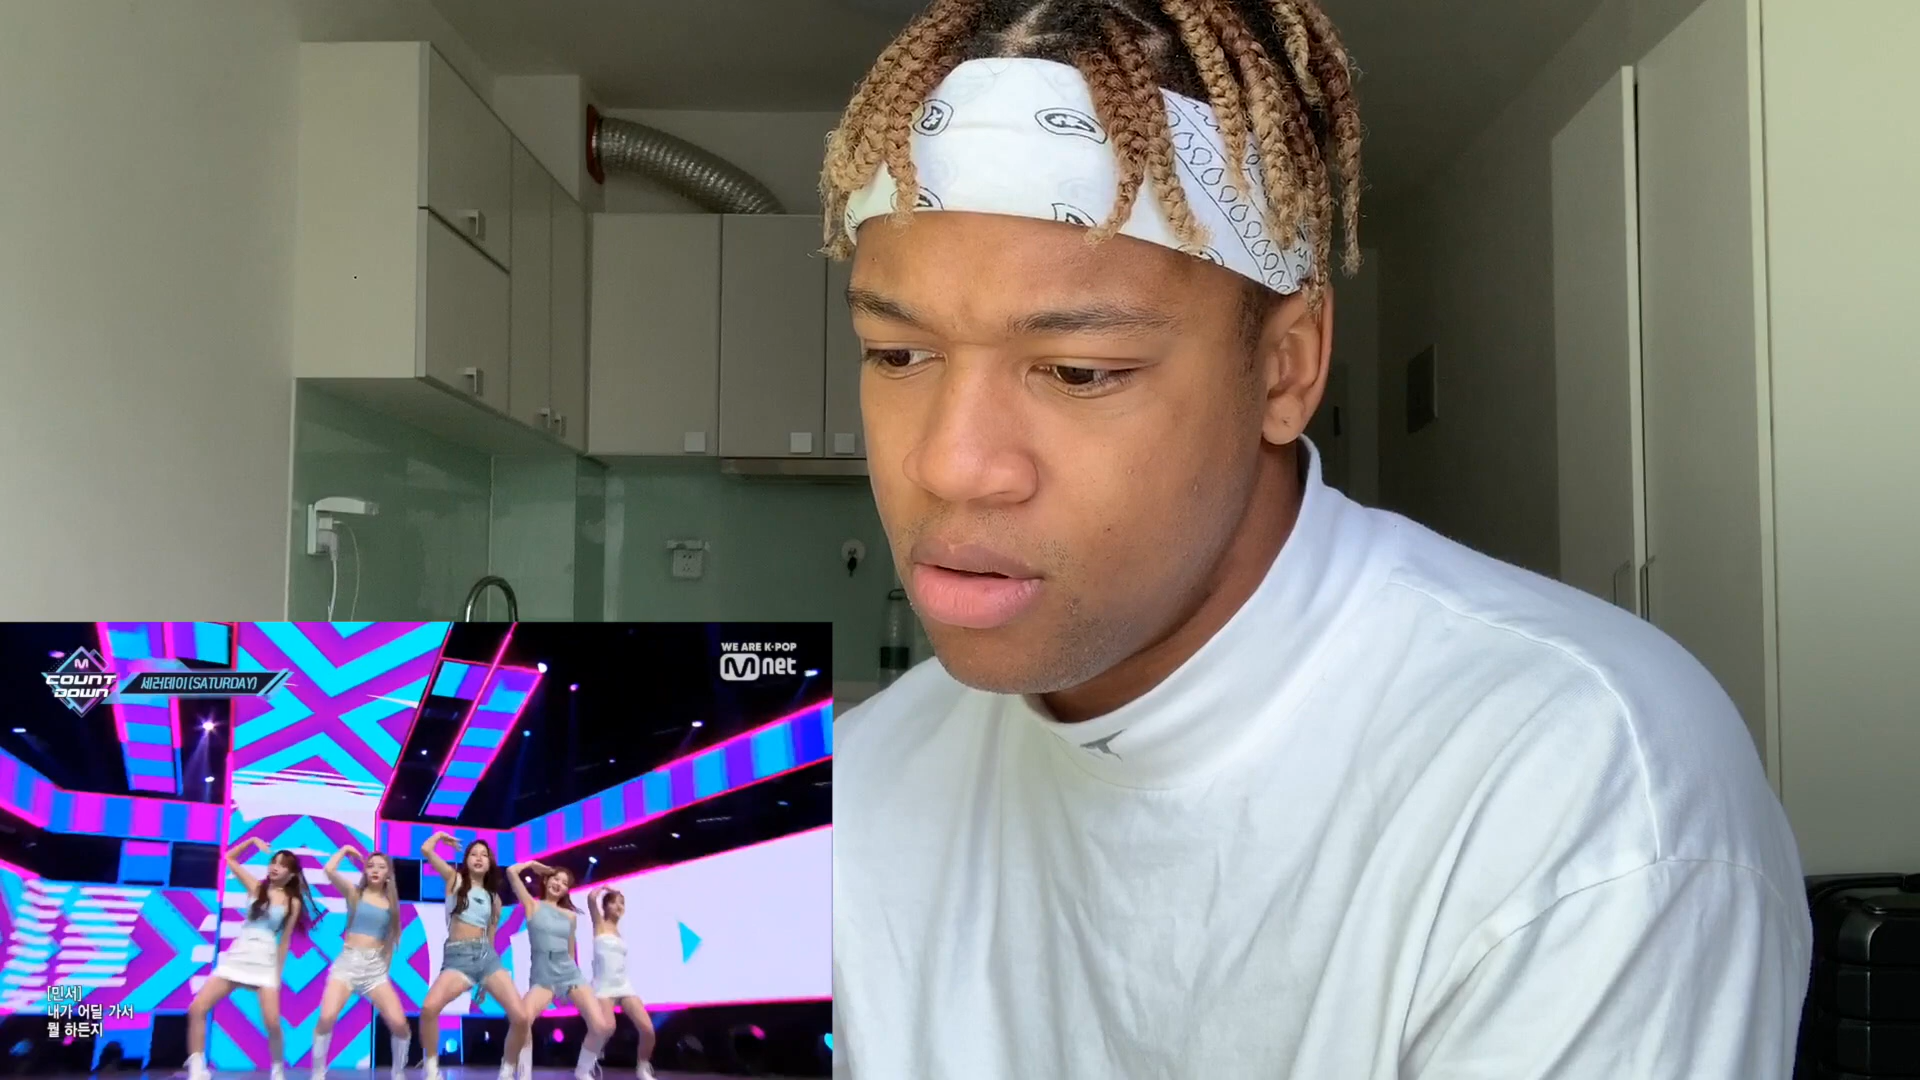 M
COUNT
DOWN
세러데이(SATURDAY)
WE ARE K-POP
Mnet
[민서]
내가 어딜 가서
뭘 하든지